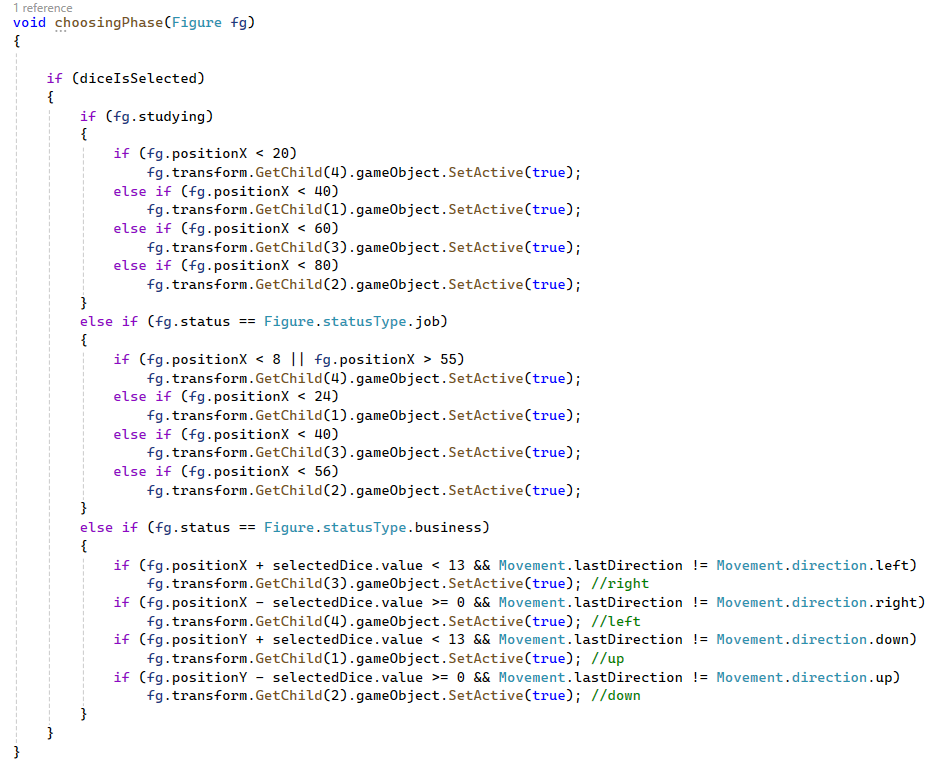 1 reference
void choosingPhase(Figure fg)
{
if (diceIsSelected)
{
if (fg.studying)
{
if (fg.positionX < 20)
fg.transform.GetChild(4).gameObject.SetActive(true);
else if (fg.positionX < 40)
fg.transform.GetChild(1).gameObject.SetActive(true);
else if (fg.positionX < 60)
fg.transform.GetChild(3).gameObject.SetActive(true);
else if (fg.positionX < 80)
fg.transform.GetChild(2).gameObject.SetActive(true);
}
else if (fg.status == Figure.statusType.job)
{
if (fg.positionX < 8 || fg.positionX > 55)
fg.transform.GetChild(4).gameObject.SetActive(true);
else if (fg.positionX < 24)
fg.transform.GetChild(1).gameObject.SetActive(true);
else if (fg.positionX < 40)
fg.transform.GetChild(3).gameObject.SetActive(true);
else if (fg.positionX < 56)
fg.transform.GetChild(2).gameObject.SetActive(true);
}
else if (fg.status == Figure.statusType.business)
{
if (fg.positionX + selectedDice.value < 13 && Movement.lastDirection != Movement.direction.left)
fg.transform.GetChild(3).gameObject.SetActive(true); //right
if (fg.positionX - selectedDice.value >= 0 && Movement.lastDirection != Movement.direction.right)
fg.transform.GetChild(4).gameObject.SetActive(true); //left
if (fg.positionY + selectedDice.value < 13 && Movement.lastDirection != Movement.direction.down)
fg.transform.GetChild(1).gameObject.SetActive(true); //up
if (fg.positionY - selectedDice.value >= 0 && Movement.lastDirection != Movement.direction.up)
fg.transform.GetChild(2).gameObject.SetActive(true); //down
}
}
}